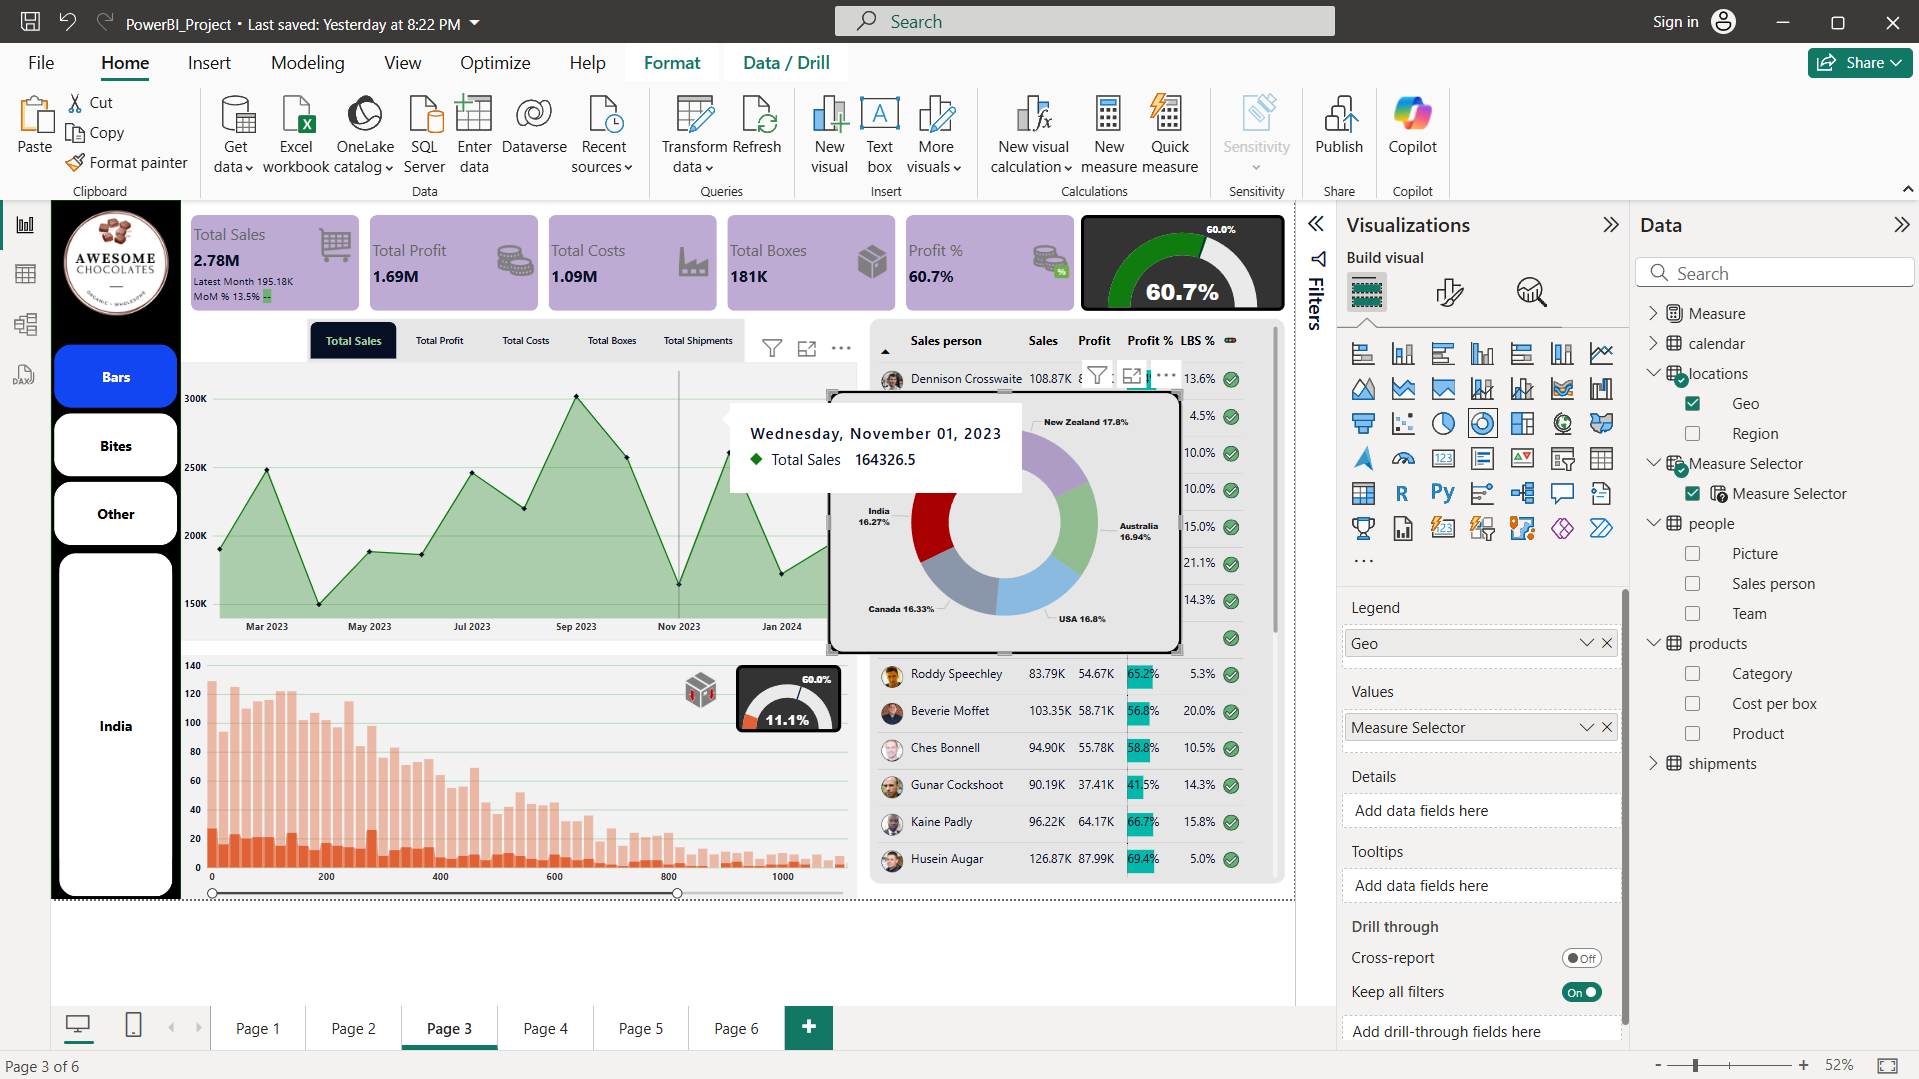 PowerBI_Project • Last saved: Yesterday at 8:22 PM
Search
Sign in
File
Home
Insert
Modeling
View
Optimize
Help
Format
Data / Drill
Share
Paste
Cut
Copy
Format painter
Clipboard
Get data
Excel workbook
OneLake catalog
SQL Server
Enter data
Dataverse
Recent sources
Data
Transform data
Refresh
Queries
New visual
Text box
More visuals
Insert
New visual calculation
New measure
Quick measure
Calculations
Sensitivity
Sensitivity
Publish
Share
Copilot
Copilot
AWESOME
CHOCOLATES
ORGANIC • WHOLESOME
Bars
Bites
Other
India
Total Sales
2.78M
Latest Month 195.18K
MoM % 13.5% --
Total Profit
1.69M
Total Costs
1.09M
Total Boxes
181K
Profit %
60.7%
60.0%
60.7%
Total Sales
Total Profit
Total Costs
Total Boxes
Total Shipments
300K
250K
200K
150K
Mar 2023
May 2023
Jul 2023
Sep 2023
Nov 2023
Jan 2024
Wednesday, November 01, 2023
Total Sales 164326.5
New Zealand 17.8%
Australia
16.94%
USA 16.8%
Canada 16.33%
India
16.27%
Sales person Sales Profit Profit % LBS %
Dennison Crosswaite 108.87K 13.6%
4.5%
10.0%
10.0%
15.0%
21.1%
14.3%
Roddy Speechley 83.79K 54.67K 65.2% 5.3%
Beverie Moffet 103.35K 58.71K 56.8% 20.0%
Ches Bonnell 94.90K 55.78K 58.8% 10.5%
Gunar Cockshoot 90.19K 37.41K 41.5% 14.3%
Kaine Padly 96.22K 64.17K 66.7% 15.8%
Husein Augar 126.87K 87.99K 69.4% 5.0%
140
120
100
80
60
40
20
0
0
200
400
600
800
1000
60.0%
11.1%
Filters
Visualizations
Build visual
R
Py
123
123
Legend
Geo
Values
Measure Selector
Details
Add data fields here
Tooltips
Add data fields here
Drill through
Cross-report
Off
Keep all filters
On
Add drill-through fields here
Data
Search
Measure
calendar
locations
Geo
Region
Measure Selector
Measure Selector
people
Picture
Sales person
Team
products
Category
Cost per box
Product
shipments
DAX
Page 1
Page 2
Page 3
Page 4
Page 5
Page 6
+
Page 3 of 6
- + 52%